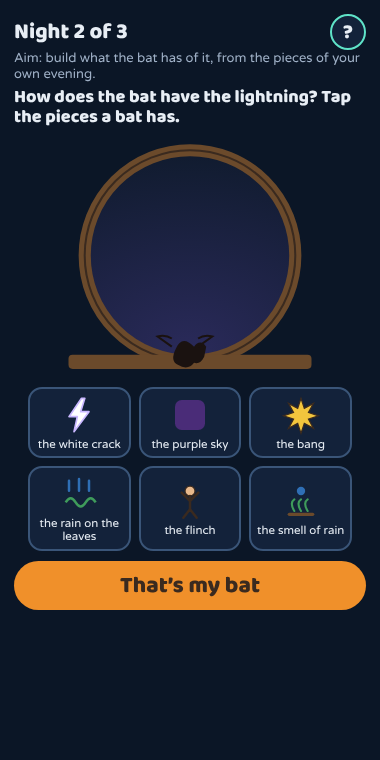 Night 2 of 3
?
Aim: build what the bat has of it, from the pieces of your
own evening.
How does the bat have the lightning? Tap
the pieces a bat has.
the white crack
the purple sky
the bang
the rain on the
leaves
the flinch
the smell of rain
That's my bat